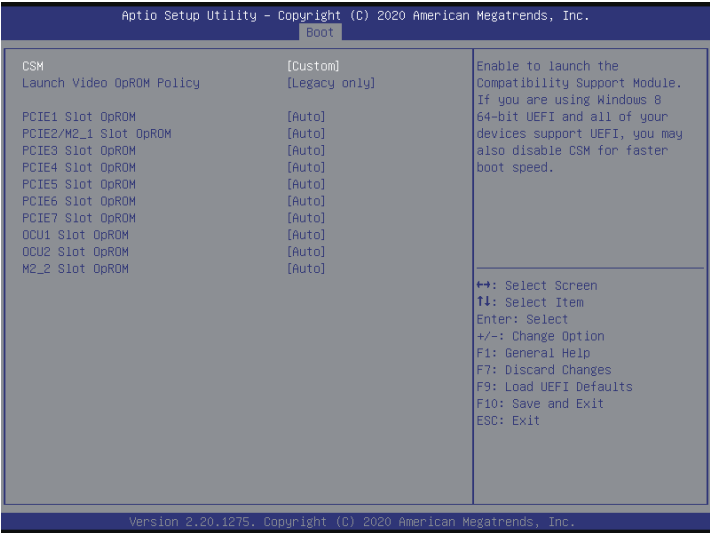 Aptio Setup Utility – Copyright (C) 2020 American Megatrends, Inc.
Boot
CSM [Custom]
Launch Video OpROM Policy [Legacy only]
PCIE1 Slot OpROM [Auto]
PCIE2/M2_1 Slot OpROM [Auto]
PCIE3 Slot OpROM [Auto]
PCIE4 Slot OpROM [Auto]
PCIE5 Slot OpROM [Auto]
PCIE6 Slot OpROM [Auto]
PCIE7 Slot OpROM [Auto]
OCU1 Slot OpROM [Auto]
OCU2 Slot OpROM [Auto]
M2_2 Slot OpROM [Auto]
Enable to launch the
Compatibility Support Module.
If you are using Windows 8
64-bit UEFI and all of your
devices support UEFI, you may
also disable CSM for faster
boot speed.
↔: Select Screen
↑↓: Select Item
Enter: Select
+/-: Change Option
F1: General Help
F7: Discard Changes
F9: Load UEFI Defaults
F10: Save and Exit
ESC: Exit
Version 2.20.1275. Copyright (C) 2020 American Megatrends, Inc.